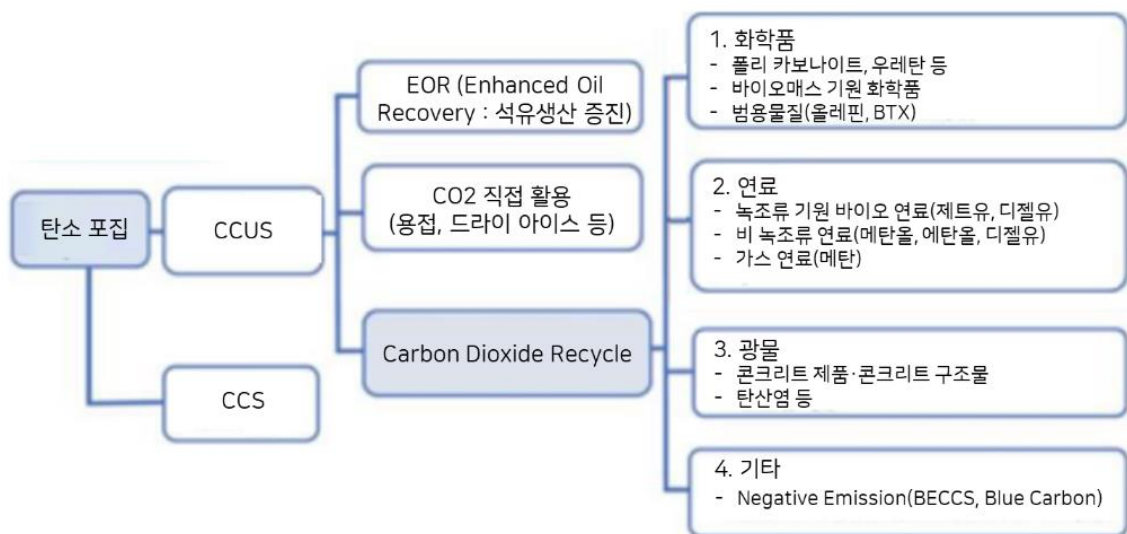 탄소 포집
CCUS
CCS
EOR (Enhanced Oil
Recovery : 석유생산 증진)
CO2 직접 활용
(용접, 드라이 아이스 등)
Carbon Dioxide Recycle
1. 화학품
- 폴리 카보나이트, 우레탄 등
- 바이오매스 기원 화학품
- 범용물질(올레핀, BTX)
2. 연료
- 녹조류 기원 바이오 연료(제트유, 디젤유)
- 비 녹조류 연료(메탄올, 에탄올, 디젤유)
- 가스 연료(메탄)
3. 광물
- 콘크리트 제품·콘크리트 구조물
- 탄산염 등
4. 기타
- Negative Emission(BECCS, Blue Carbon)